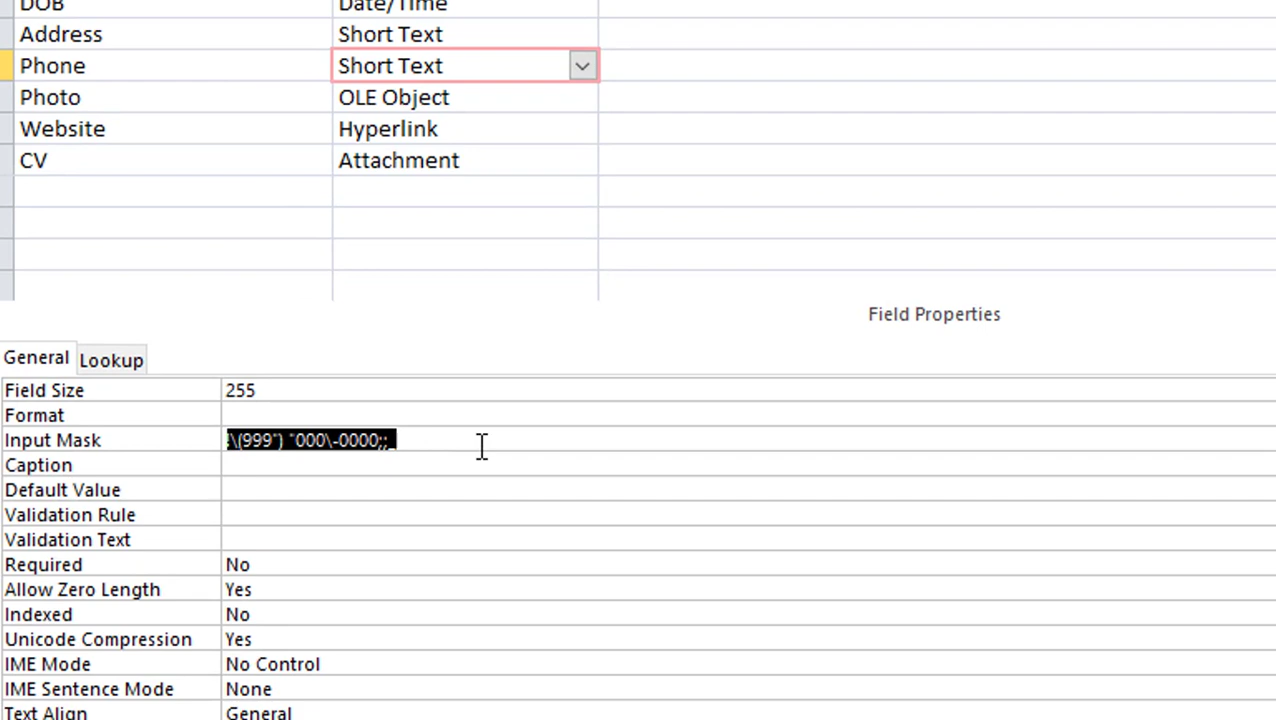 DOB Date/Time
Address Short Text
Phone Short Text
Photo OLE Object
Website Hyperlink
CV Attachment
Field Properties
General Lookup
Field Size 255
Format
Input Mask !\(999") "000\-0000;;_
Caption
Default Value
Validation Rule
Validation Text
Required No
Allow Zero Length Yes
Indexed No
Unicode Compression Yes
IME Mode No Control
IME Sentence Mode None
Text Align General